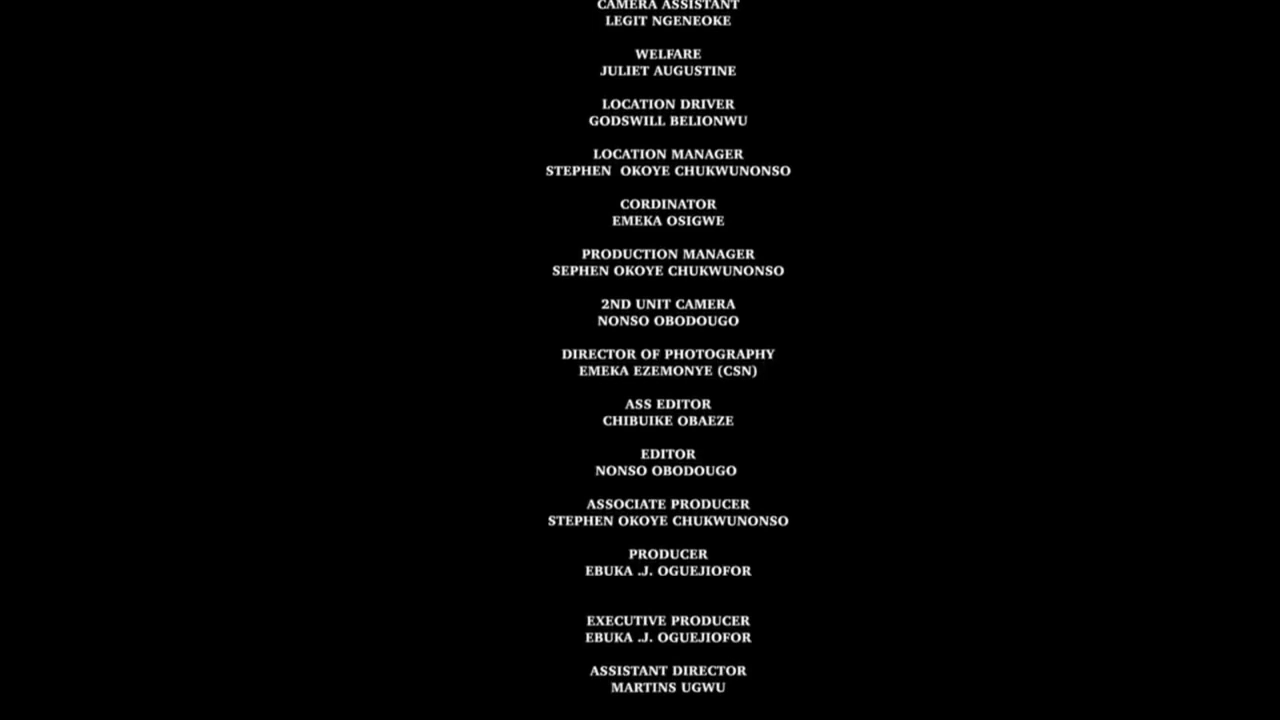 CAMERA ASSISTANT
LEGIT NGENEOKE
WELFARE
JULIET AUGUSTINE
LOCATION DRIVER
GODSWILL BELIONWU
LOCATION MANAGER
STEPHEN  OKOYE CHUKWUNONSO
CORDINATOR
EMEKA OSIGWE
PRODUCTION MANAGER
SEPHEN OKOYE CHUKWUNONSO
2ND UNIT CAMERA
NONSO OBODOUGO
DIRECTOR OF PHOTOGRAPHY
EMEKA EZEMONYE (CSN)
ASS EDITOR
CHIBUIKE OBAEZE
EDITOR
NONSO OBODOUGO
ASSOCIATE PRODUCER
STEPHEN OKOYE CHUKWUNONSO
PRODUCER
EBUKA .J. OGUEJIOFOR
EXECUTIVE PRODUCER
EBUKA .J. OGUEJIOFOR
ASSISTANT DIRECTOR
MARTINS UGWU